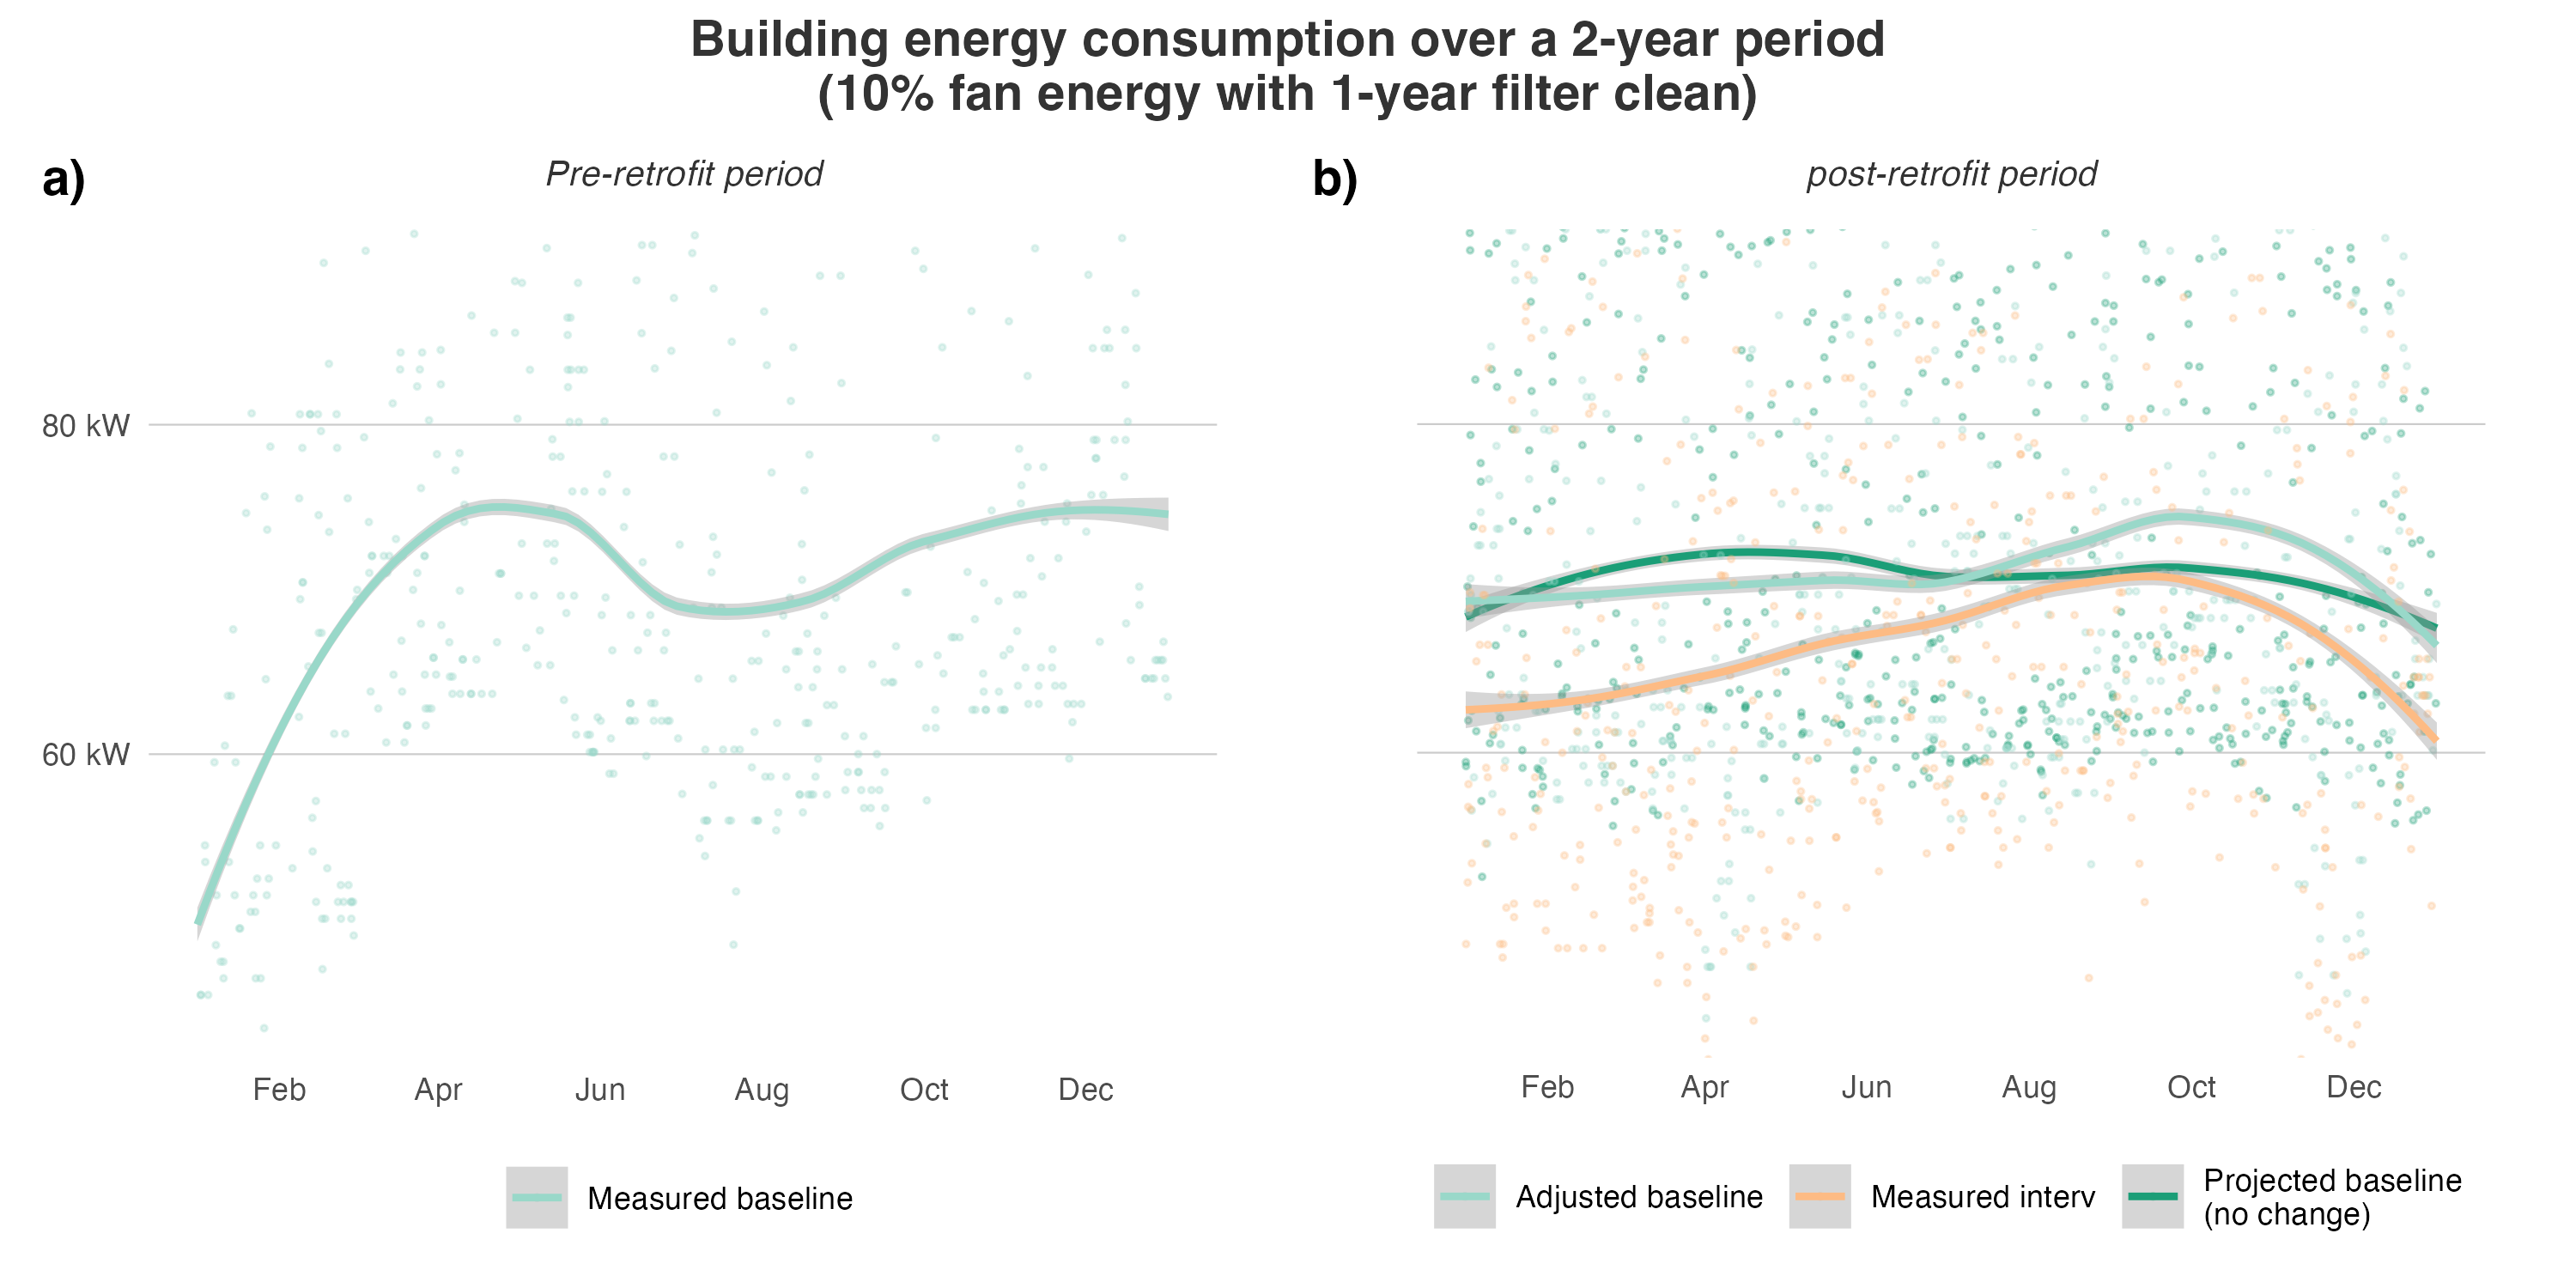 Building energy consumption over a 2-year period
(10% fan energy with 1-year filter clean)
a)
Pre-retrofit period
80 kW
60 kW
Feb Apr Jun Aug Oct Dec
Measured baseline
b)
post-retrofit period
Feb Apr Jun Aug Oct Dec
Adjusted baseline
Measured interv
Projected baseline
(no change)